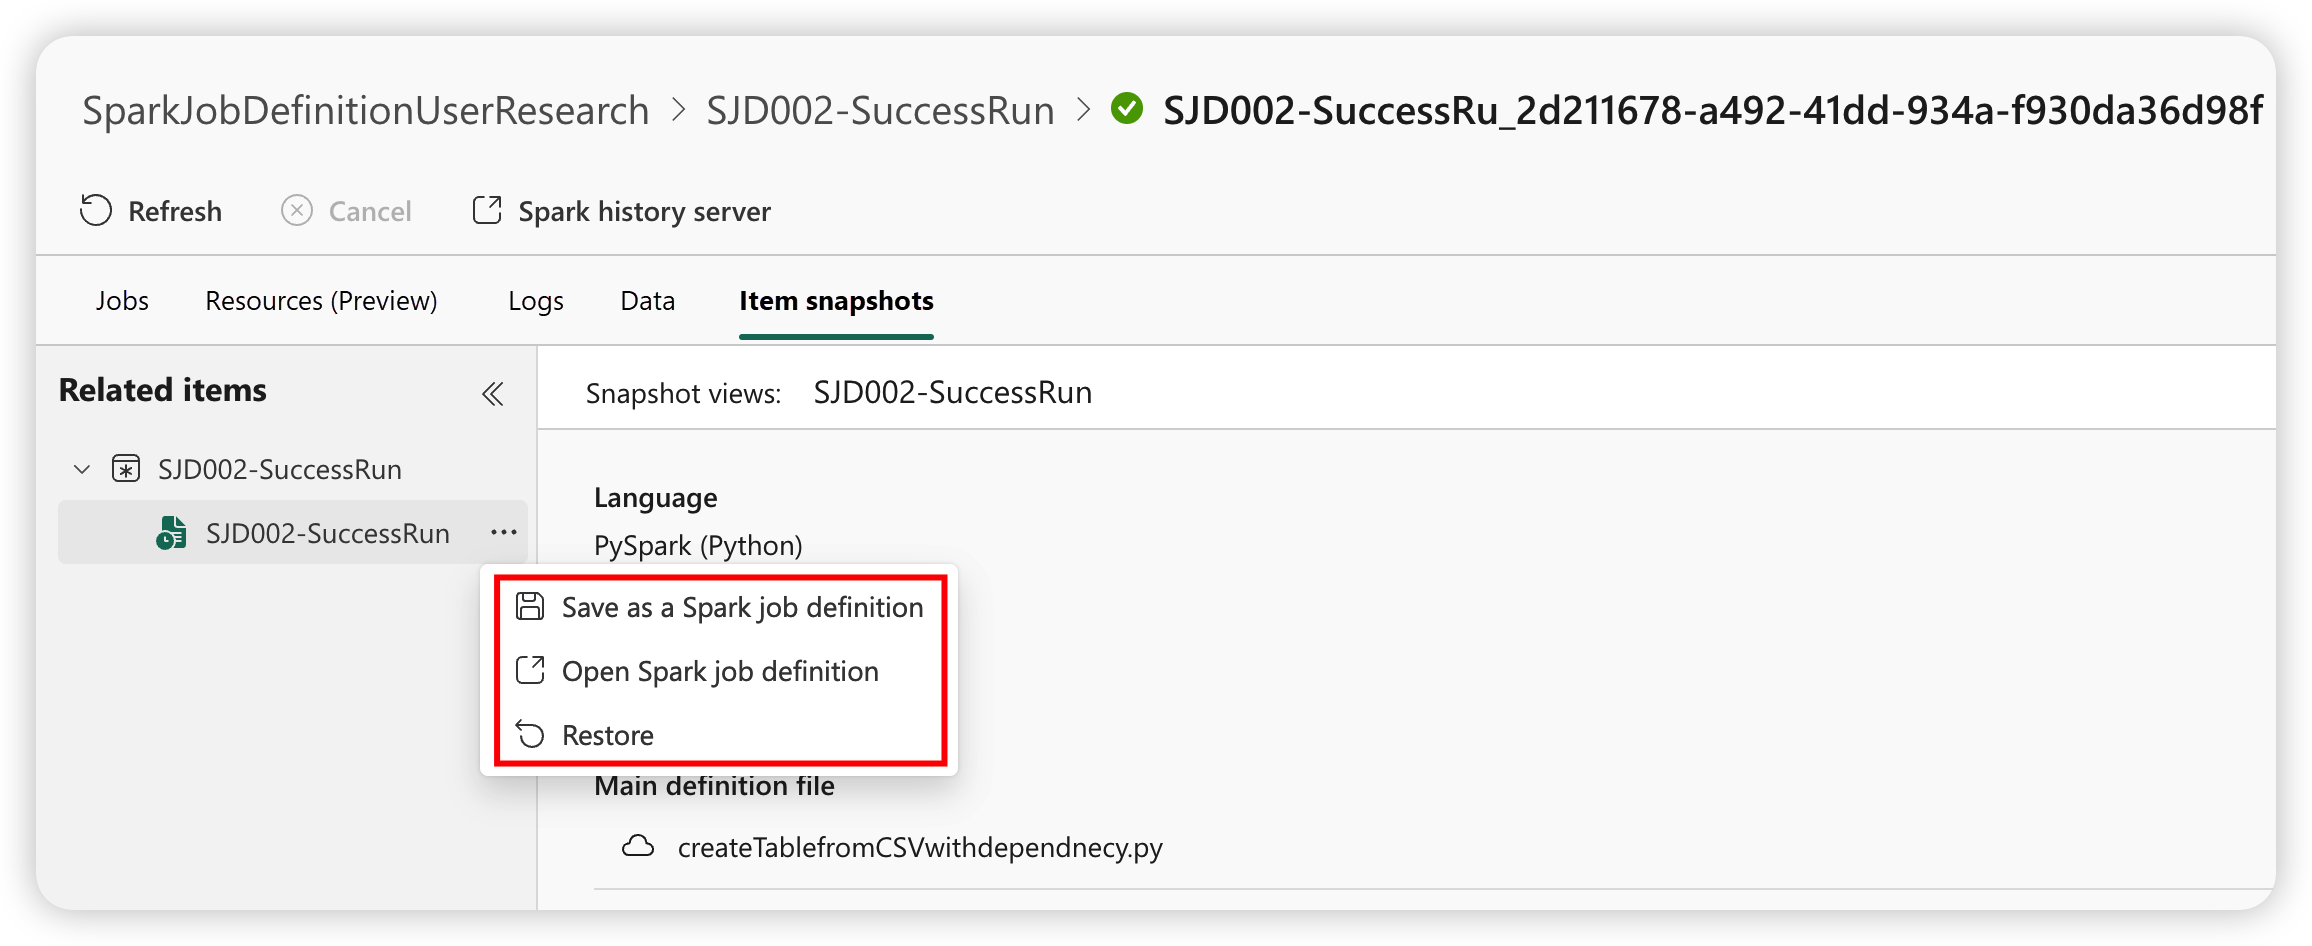 SparkJobDefinitionUserResearch > SJD002-SuccessRun > SJD002-SuccessRu_2d211678-a492-41dd-934a-f930da36d98f
Refresh Cancel Spark history server
Jobs Resources (Preview) Logs Data Item snapshots
Related items
Snapshot views: SJD002-SuccessRun
SJD002-SuccessRun
SJD002-SuccessRun ...
Language
PySpark (Python)
Save as a Spark job definition
Open Spark job definition
Restore
Main definition file
createTablefromCSVwithdependnecy.py